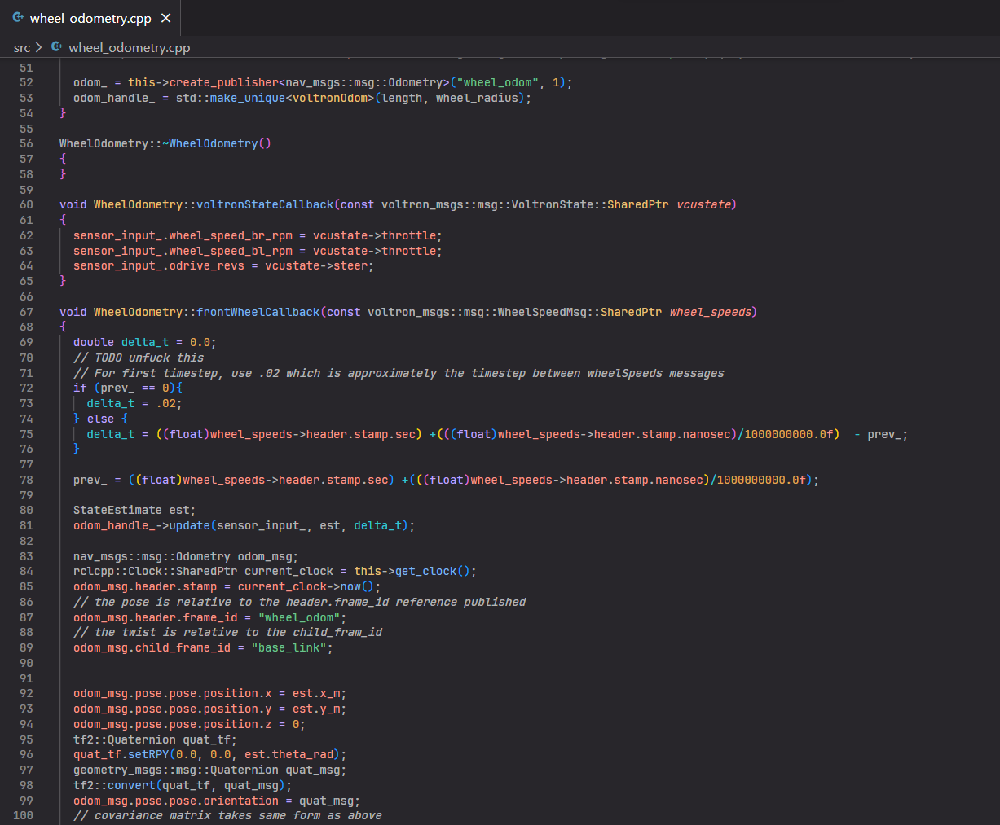 wheel_odometry.cpp ×
src > wheel_odometry.cpp
51
52 odom_ = this->create_publisher<nav_msgs::msg::Odometry>("wheel_odom", 1);
53 odom_handle_ = std::make_unique<voltronOdom>(length, wheel_radius);
54 }
55
56 WheelOdometry::~WheelOdometry()
57 {
58 }
59
60 void WheelOdometry::voltronStateCallback(const voltron_msgs::msg::VoltronState::SharedPtr vcustate)
61 {
62 sensor_input_.wheel_speed_br_rpm = vcustate->throttle;
63 sensor_input_.wheel_speed_bl_rpm = vcustate->throttle;
64 sensor_input_.odrive_revs = vcustate->steer;
65 }
66
67 void WheelOdometry::frontWheelCallback(const voltron_msgs::msg::WheelSpeedMsg::SharedPtr wheel_speeds)
68 {
69 double delta_t = 0.0;
70 // TODO unfuck this
71 // For first timestep, use .02 which is approximately the timestep between wheelSpeeds messages
72 if (prev_ == 0){
73 delta_t = .02;
74 } else {
75 delta_t = ((float)wheel_speeds->header.stamp.sec) +(((float)wheel_speeds->header.stamp.nanosec)/1000000000.0f) - prev_;
76 }
77
78 prev_ = ((float)wheel_speeds->header.stamp.sec) +(((float)wheel_speeds->header.stamp.nanosec)/1000000000.0f);
79
80 StateEstimate est;
81 odom_handle_->update(sensor_input_, est, delta_t);
82
83 nav_msgs::msg::Odometry odom_msg;
84 rclcpp::Clock::SharedPtr current_clock = this->get_clock();
85 odom_msg.header.stamp = current_clock->now();
86 // the pose is relative to the header.frame_id reference published
87 odom_msg.header.frame_id = "wheel_odom";
88 // the twist is relative to the child_fram_id
89 odom_msg.child_frame_id = "base_link";
90
91
92 odom_msg.pose.pose.position.x = est.x_m;
93 odom_msg.pose.pose.position.y = est.y_m;
94 odom_msg.pose.pose.position.z = 0;
95 tf2::Quaternion quat_tf;
96 quat_tf.setRPY(0.0, 0.0, est.theta_rad);
97 geometry_msgs::msg::Quaternion quat_msg;
98 tf2::convert(quat_tf, quat_msg);
99 odom_msg.pose.pose.orientation = quat_msg;
100 // covariance matrix takes same form as above